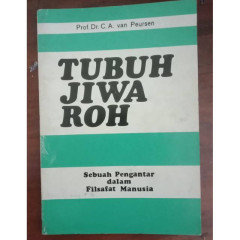 Prof. Dr. C. A. van Peursen
TUBUH
JIWA
ROH
Sebuah Pengantar
dalam
Filsafat Manusia